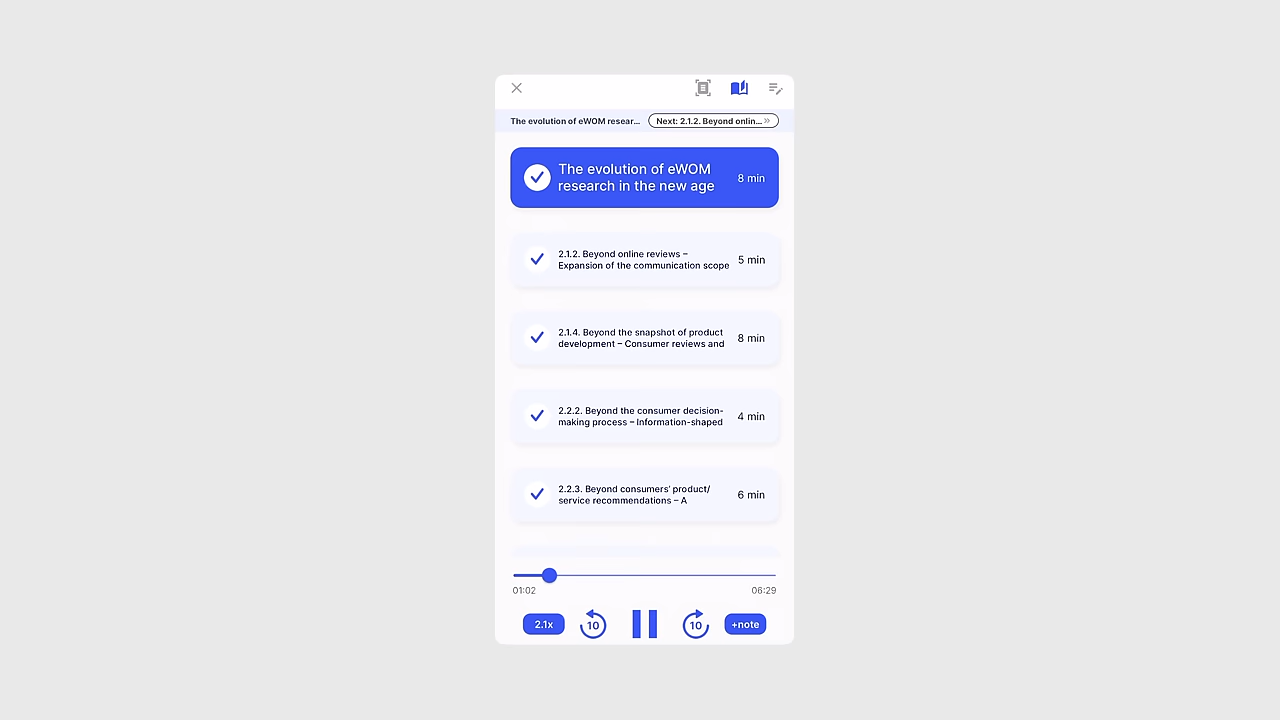 The evolution of eWOM resear...
Next: 2.1.2. Beyond onlin... »
The evolution of eWOM
research in the new age
8 min
2.1.2. Beyond online reviews –
Expansion of the communication scope
5 min
2.1.4. Beyond the snapshot of product
development – Consumer reviews and
8 min
2.2.2. Beyond the consumer decision-
making process – Information-shaped
4 min
2.2.3. Beyond consumers' product/
service recommendations – A
6 min
01:02
06:29
2.1x
10
10
+note